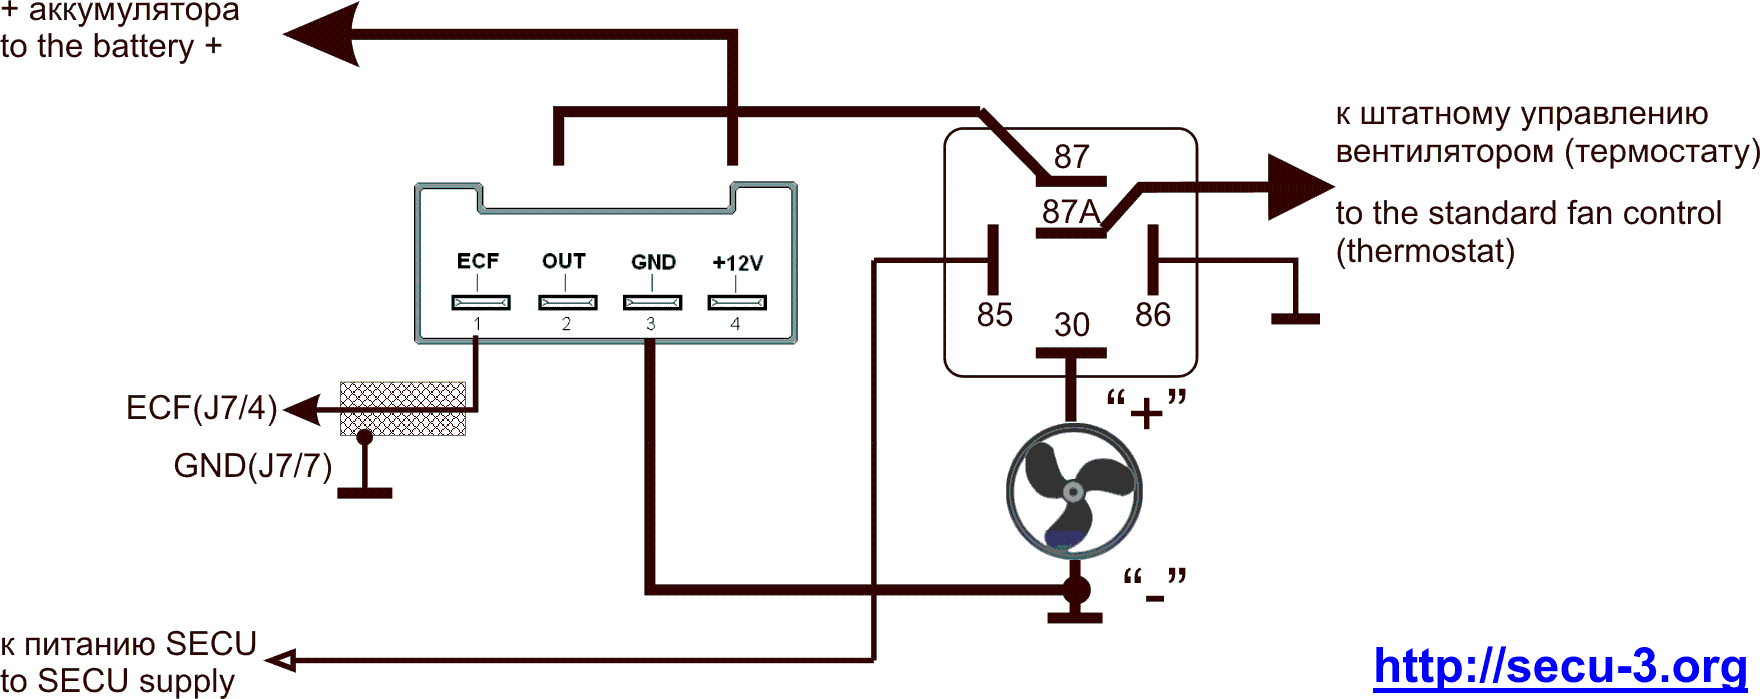 + аккумулятора
to the battery +
к штатному управлению
вентилятором (термостату)
to the standard fan control
(thermostat)
87
87A
85
86
30
ECF
OUT
GND
+12V
1
2
3
4
ECF(J7/4)
GND(J7/7)
“+”
“-”
к питанию SECU
to SECU supply
http://secu-3.org